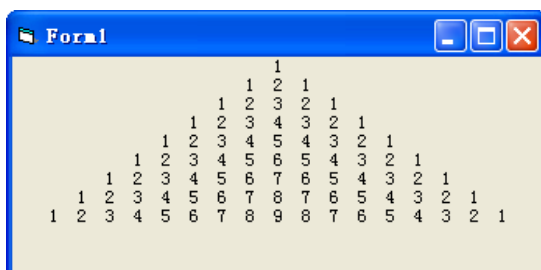 Form1
1
1 2 1
1 2 3 2 1
1 2 3 4 3 2 1
1 2 3 4 5 4 3 2 1
1 2 3 4 5 6 5 4 3 2 1
1 2 3 4 5 6 7 6 5 4 3 2 1
1 2 3 4 5 6 7 8 7 6 5 4 3 2 1
1 2 3 4 5 6 7 8 9 8 7 6 5 4 3 2 1